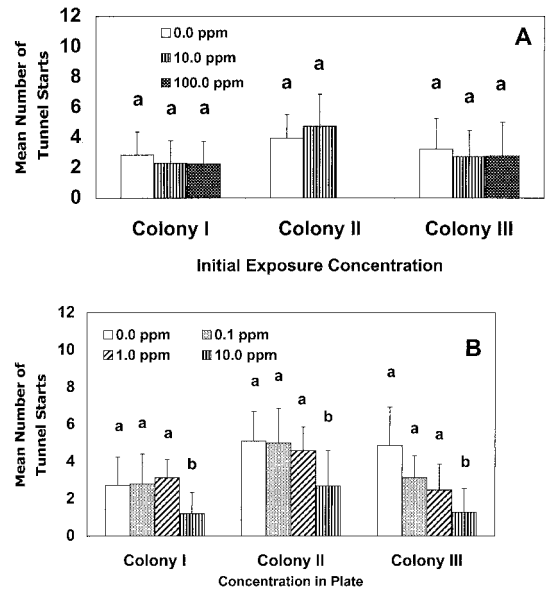 12
10
8
6
4
2
0
Mean Number of
Tunnel Starts
0.0 ppm
10.0 ppm
100.0 ppm
A
a a a a a a a a
Colony I Colony II Colony III
Initial Exposure Concentration
12
10
8
6
4
2
0
Mean Number of
Tunnel Starts
0.0 ppm 0.1 ppm
1.0 ppm 10.0 ppm
B
a a a b a a a b a a a b
Colony I Colony II Colony III
Concentration in Plate